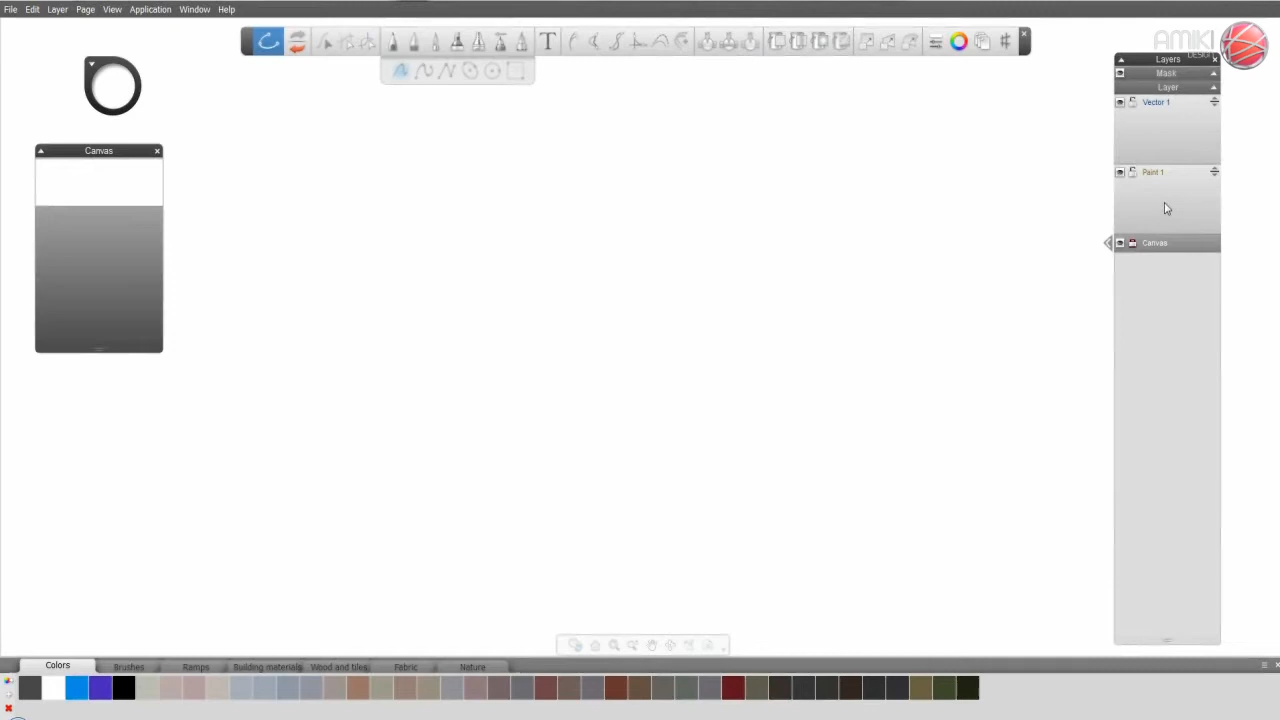 File Edit Layer Page View Application Window Help
AMIKI
DESIGN
Layers
Mask
Layer
Vector 1
Paint 1
Canvas
Canvas
T
Colors Brushes Ramps Building materials Wood and tiles Fabric Nature